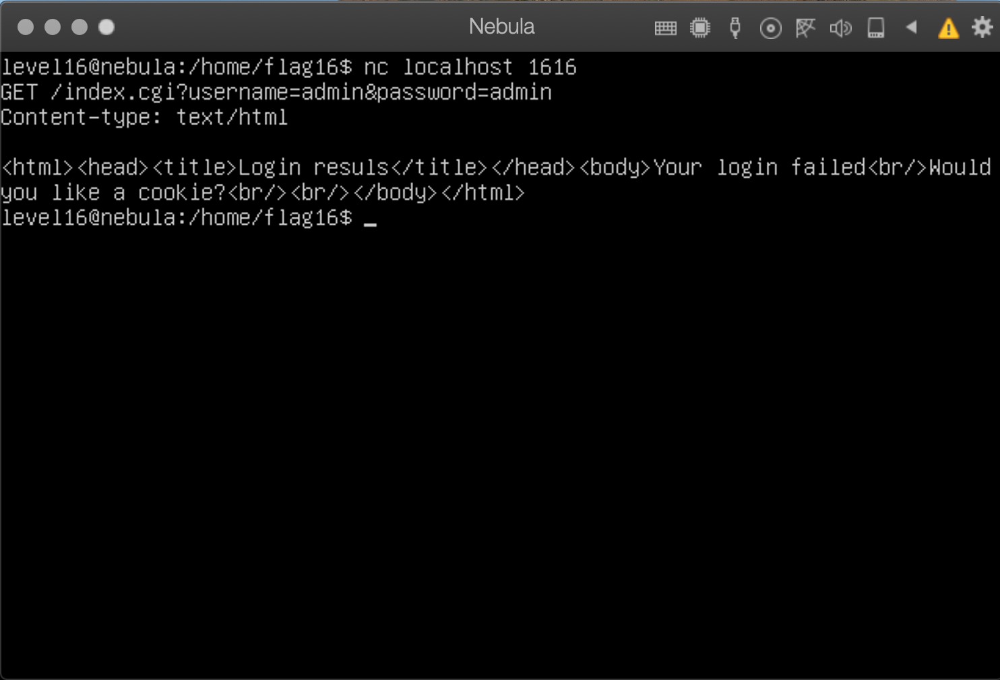 Nebula
level16@nebula:/home/flag16$ nc localhost 1616
GET /index.cgi?username=admin&password=admin
Content-type: text/html
<html><head><title>Login resuls</title></head><body>Your login failed<br/>Would
you like a cookie?<br/><br/></body></html>
level16@nebula:/home/flag16$ _